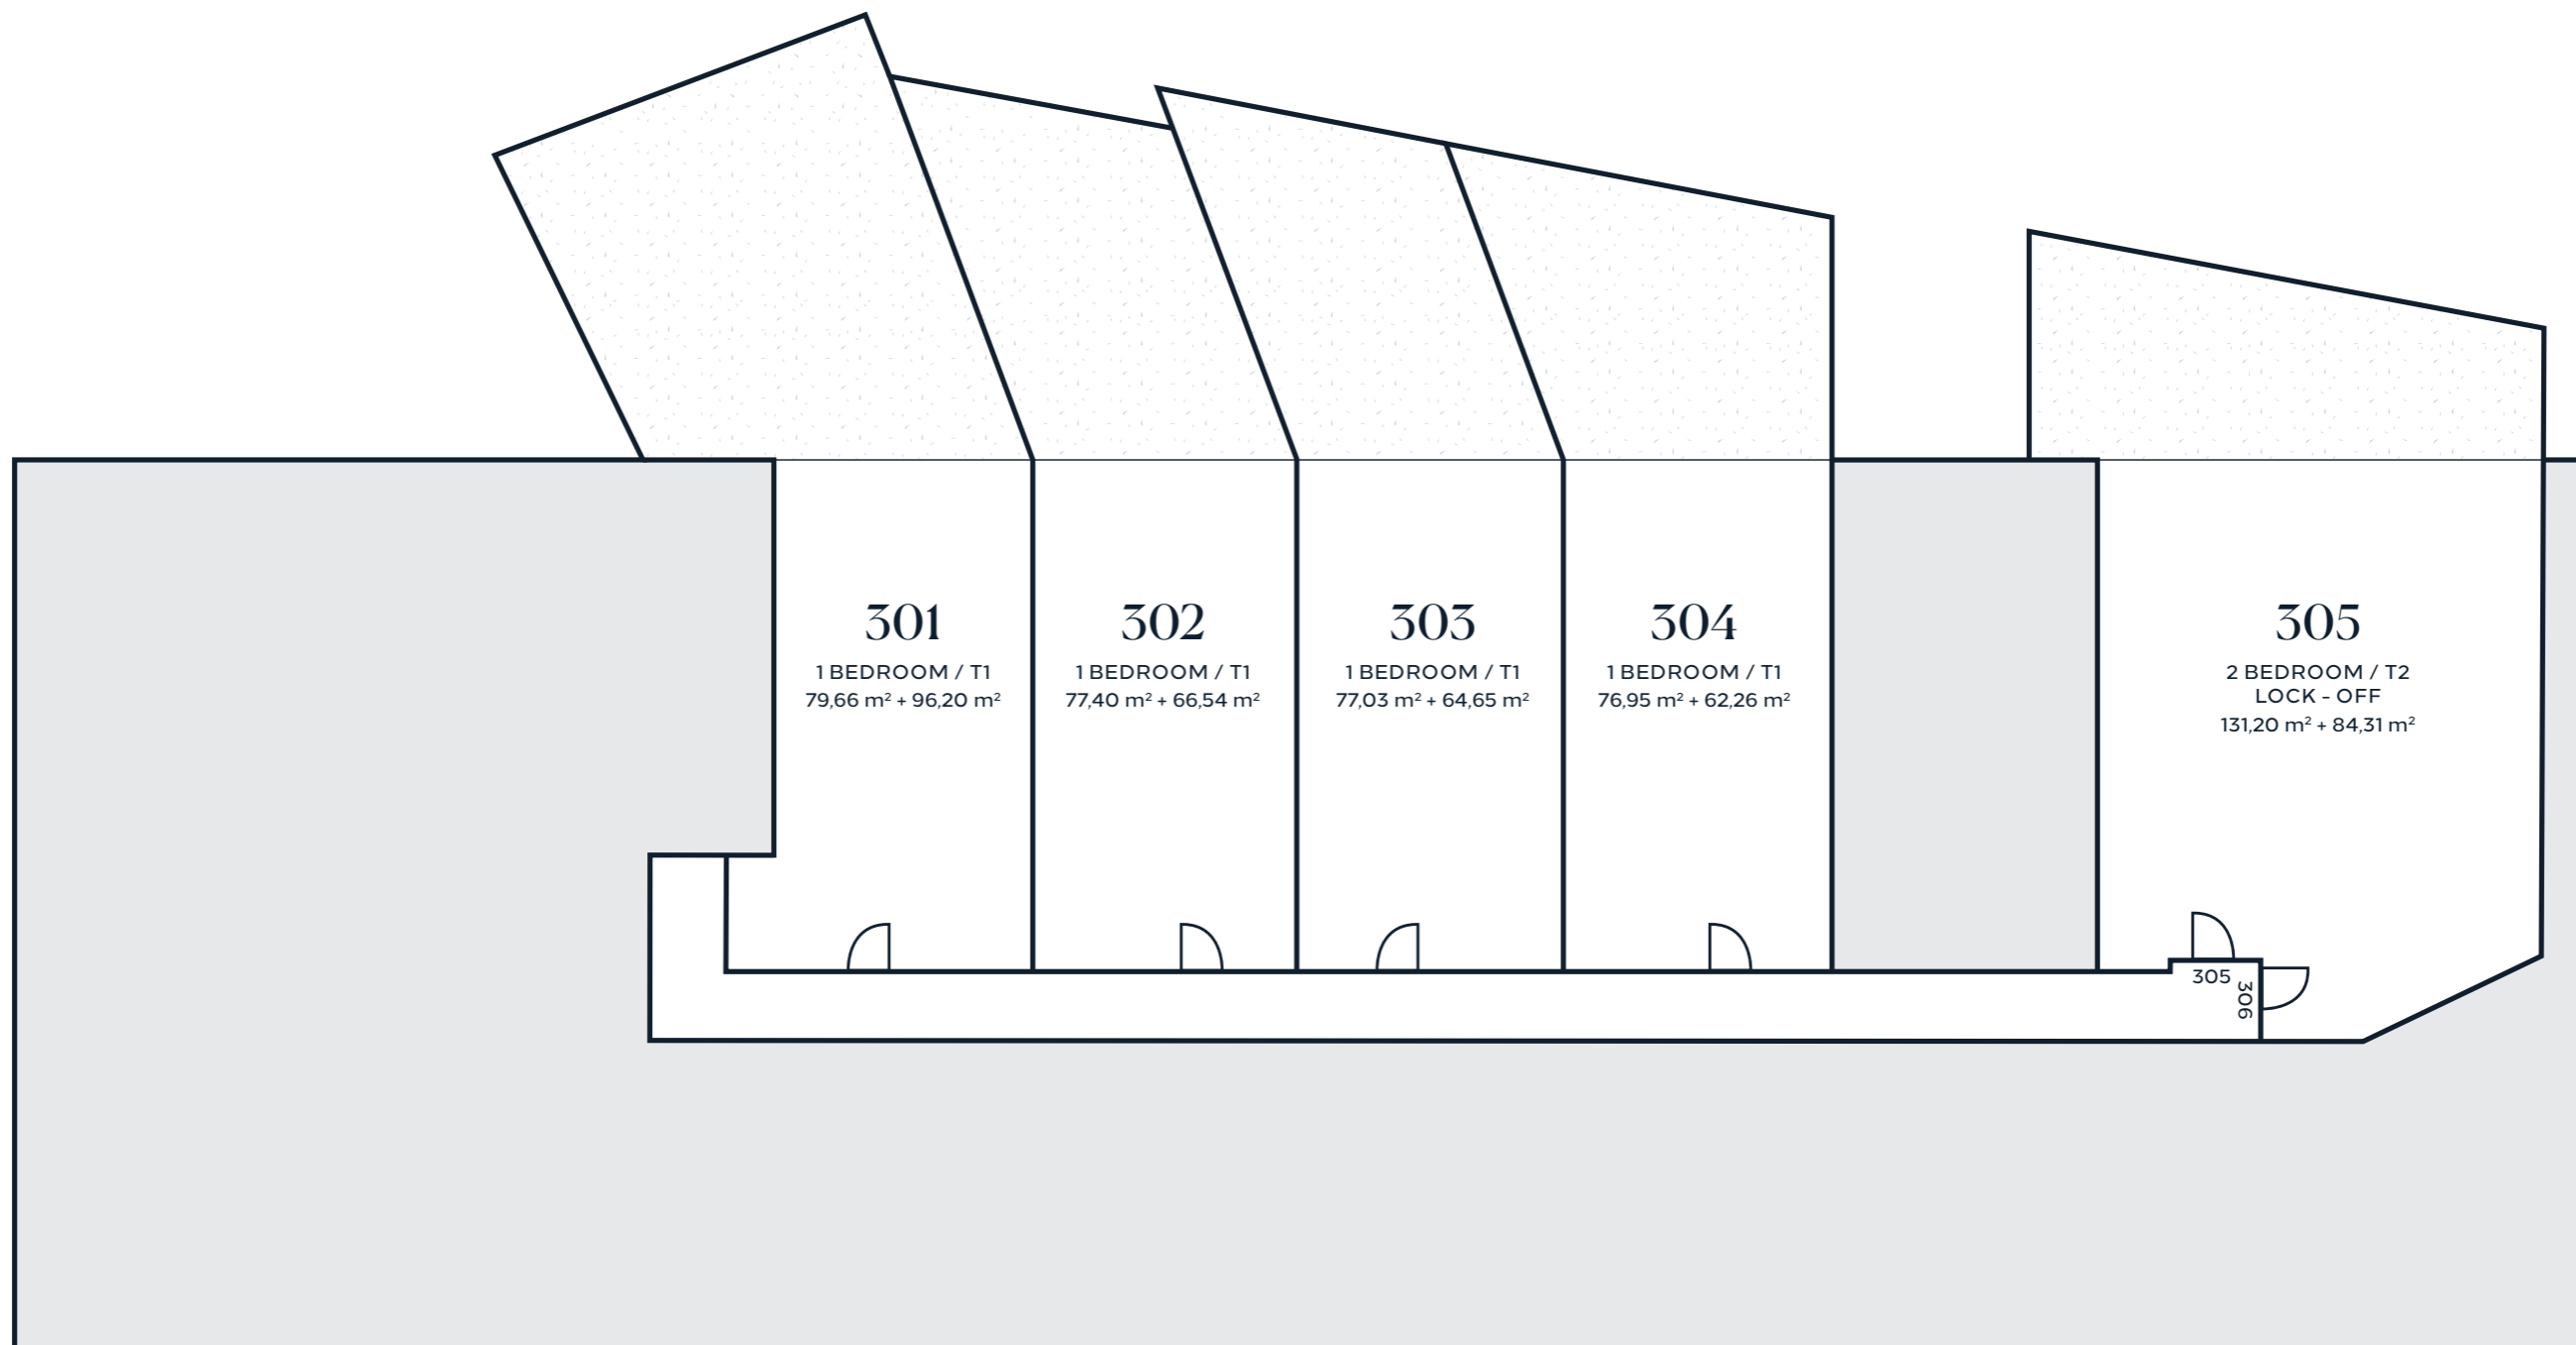 301
1 BEDROOM / T1
79,66 m² + 96,20 m²
302
1 BEDROOM / T1
77,40 m² + 66,54 m²
303
1 BEDROOM / T1
77,03 m² + 64,65 m²
304
1 BEDROOM / T1
76,95 m² + 62,26 m²
305
2 BEDROOM / T2
LOCK - OFF
131,20 m² + 84,31 m²
305
306